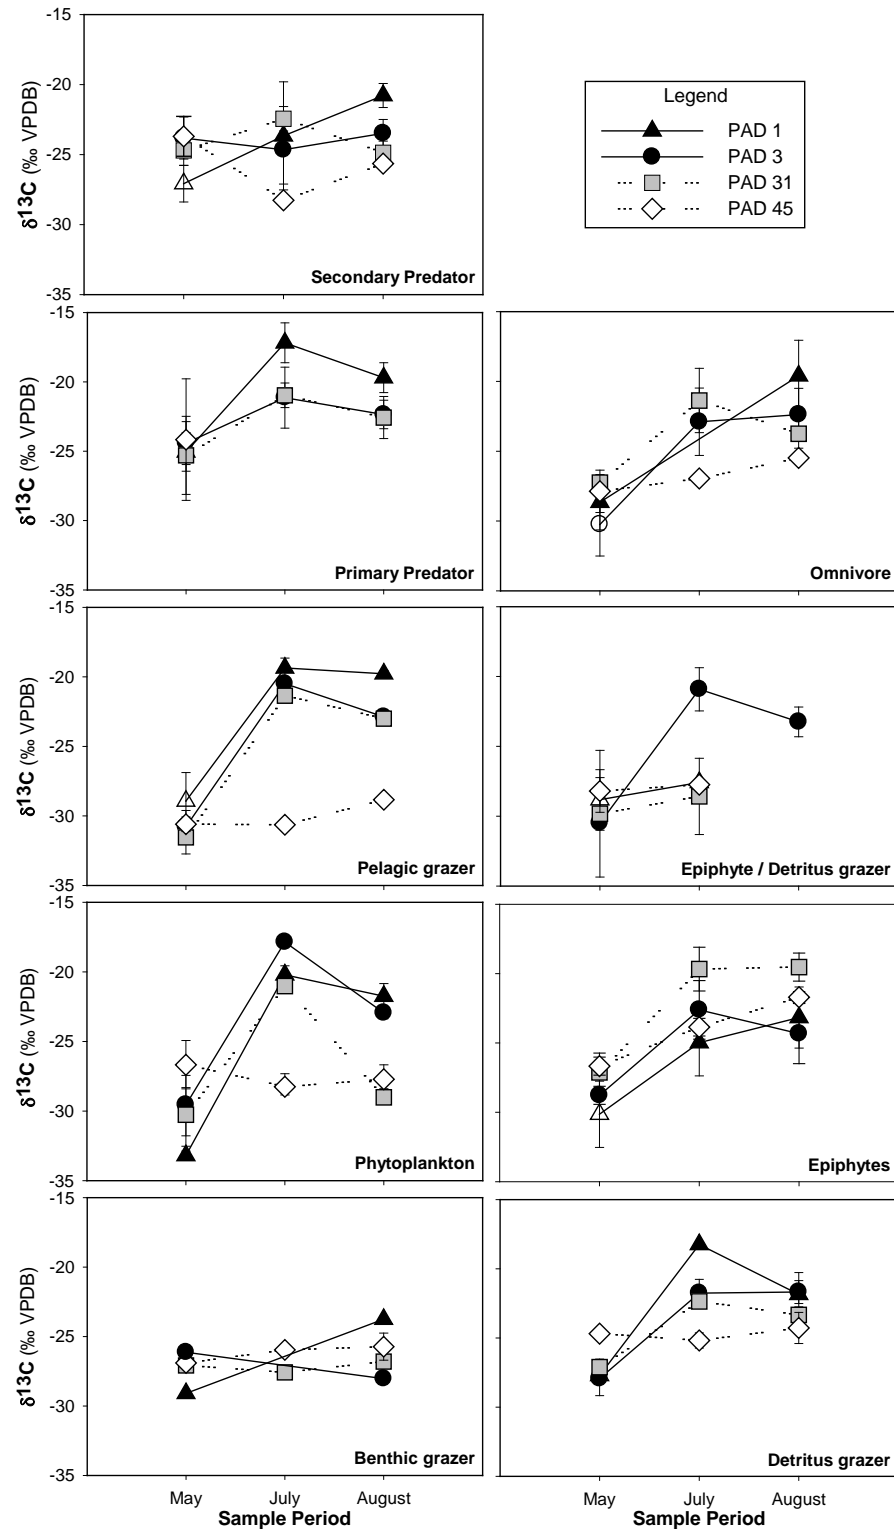 -15
-20
-25
-30
-35
δ13C (‰ VPDB)
Secondary Predator
Legend
PAD 1
PAD 3
PAD 31
PAD 45
-15
-20
-25
-30
-35
δ13C (‰ VPDB)
Primary Predator
Omnivore
-15
-20
-25
-30
-35
δ13C (‰ VPDB)
Pelagic grazer
Epiphyte / Detritus grazer
-15
-20
-25
-30
-35
δ13C (‰ VPDB)
Phytoplankton
Epiphytes
-15
-20
-25
-30
-35
δ13C (‰ VPDB)
Benthic grazer
Detritus grazer
May July August
Sample Period
May July August
Sample Period